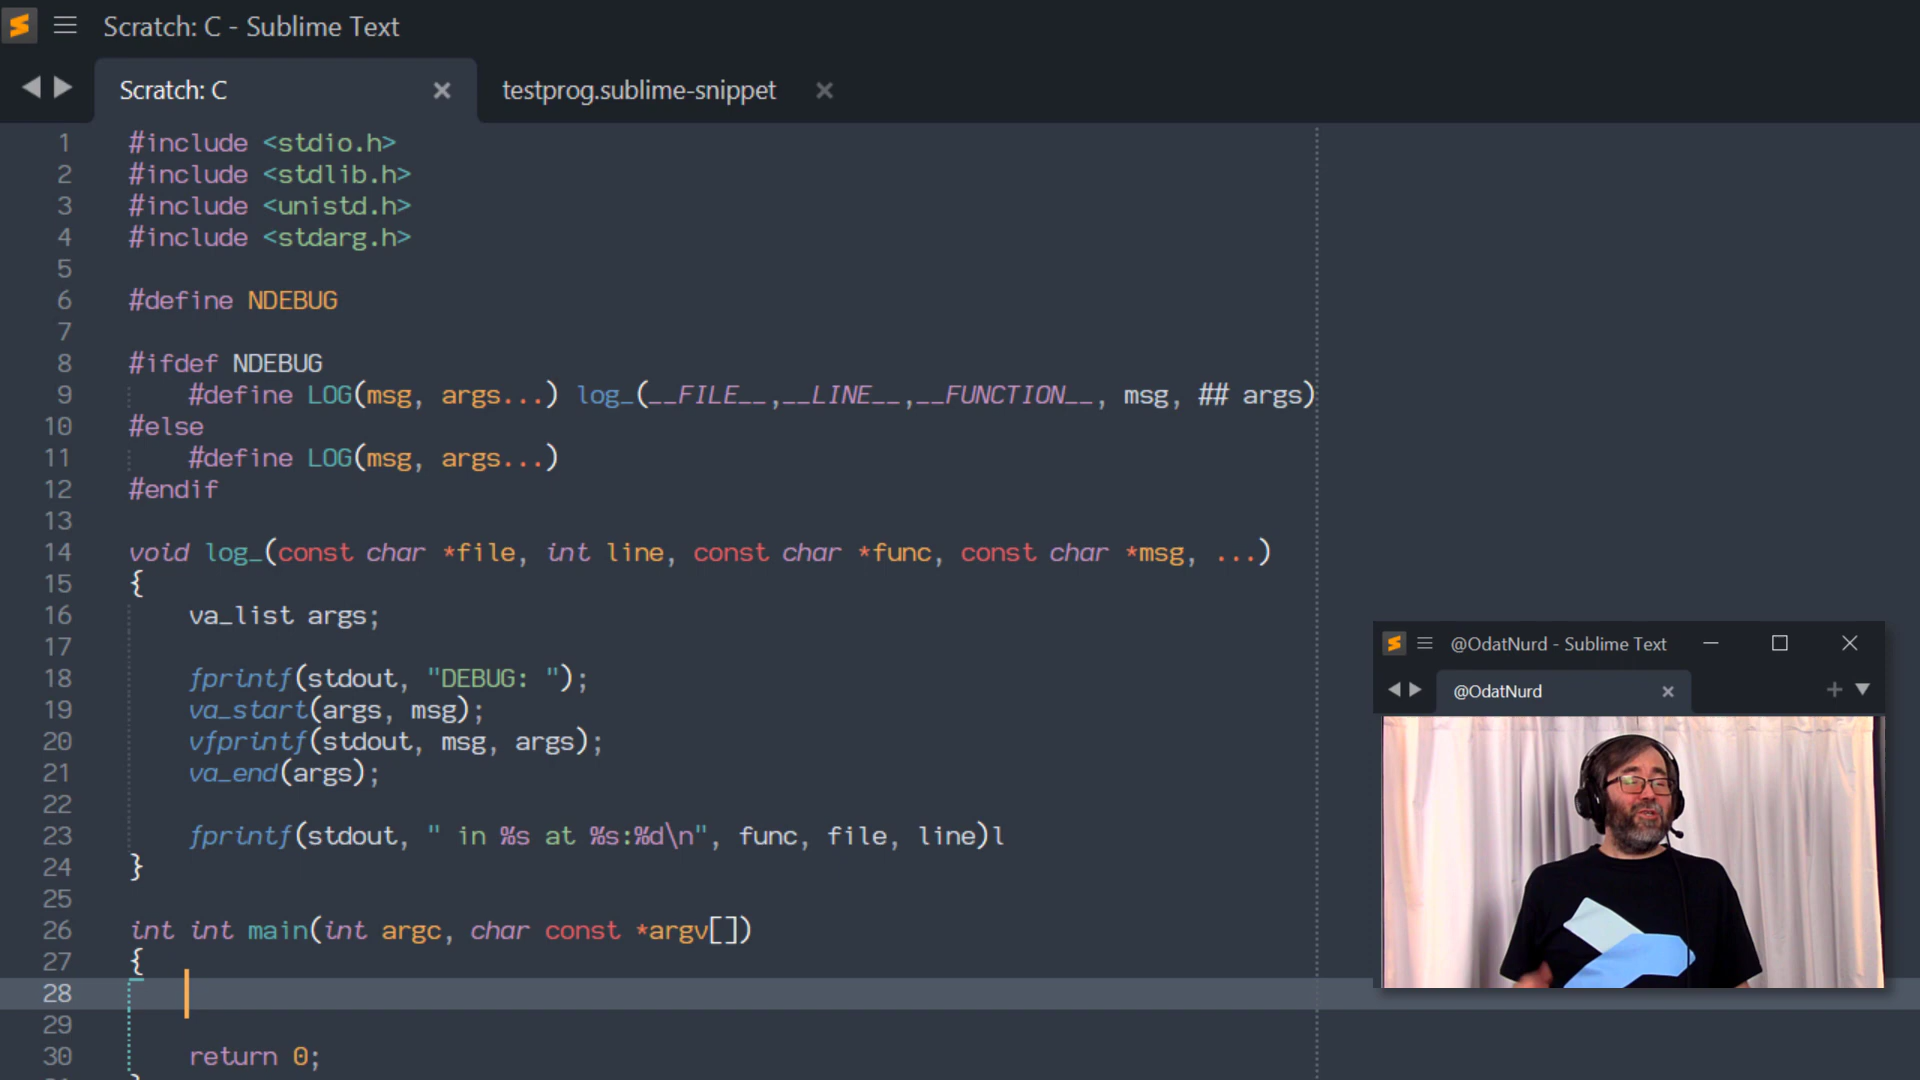 Scratch: C - Sublime Text
Scratch: C
testprog.sublime-snippet
1 #include <stdio.h>
2 #include <stdlib.h>
3 #include <unistd.h>
4 #include <stdarg.h>
5
6 #define NDEBUG
7
8 #ifdef NDEBUG
9 #define LOG(msg, args...) log_(__FILE__,__LINE__,__FUNCTION__, msg, ## args)
10 #else
11 #define LOG(msg, args...)
12 #endif
13
14 void log_(const char *file, int line, const char *func, const char *msg, ...)
15 {
16 va_list args;
17
18 fprintf(stdout, "DEBUG: ");
19 va_start(args, msg);
20 vfprintf(stdout, msg, args);
21 va_end(args);
22
23 fprintf(stdout, " in %s at %s:%d\n", func, file, line)l
24 }
25
26 int int main(int argc, char const *argv[])
27 {
28
29
30 return 0;
@OdatNurd - Sublime Text
@OdatNurd